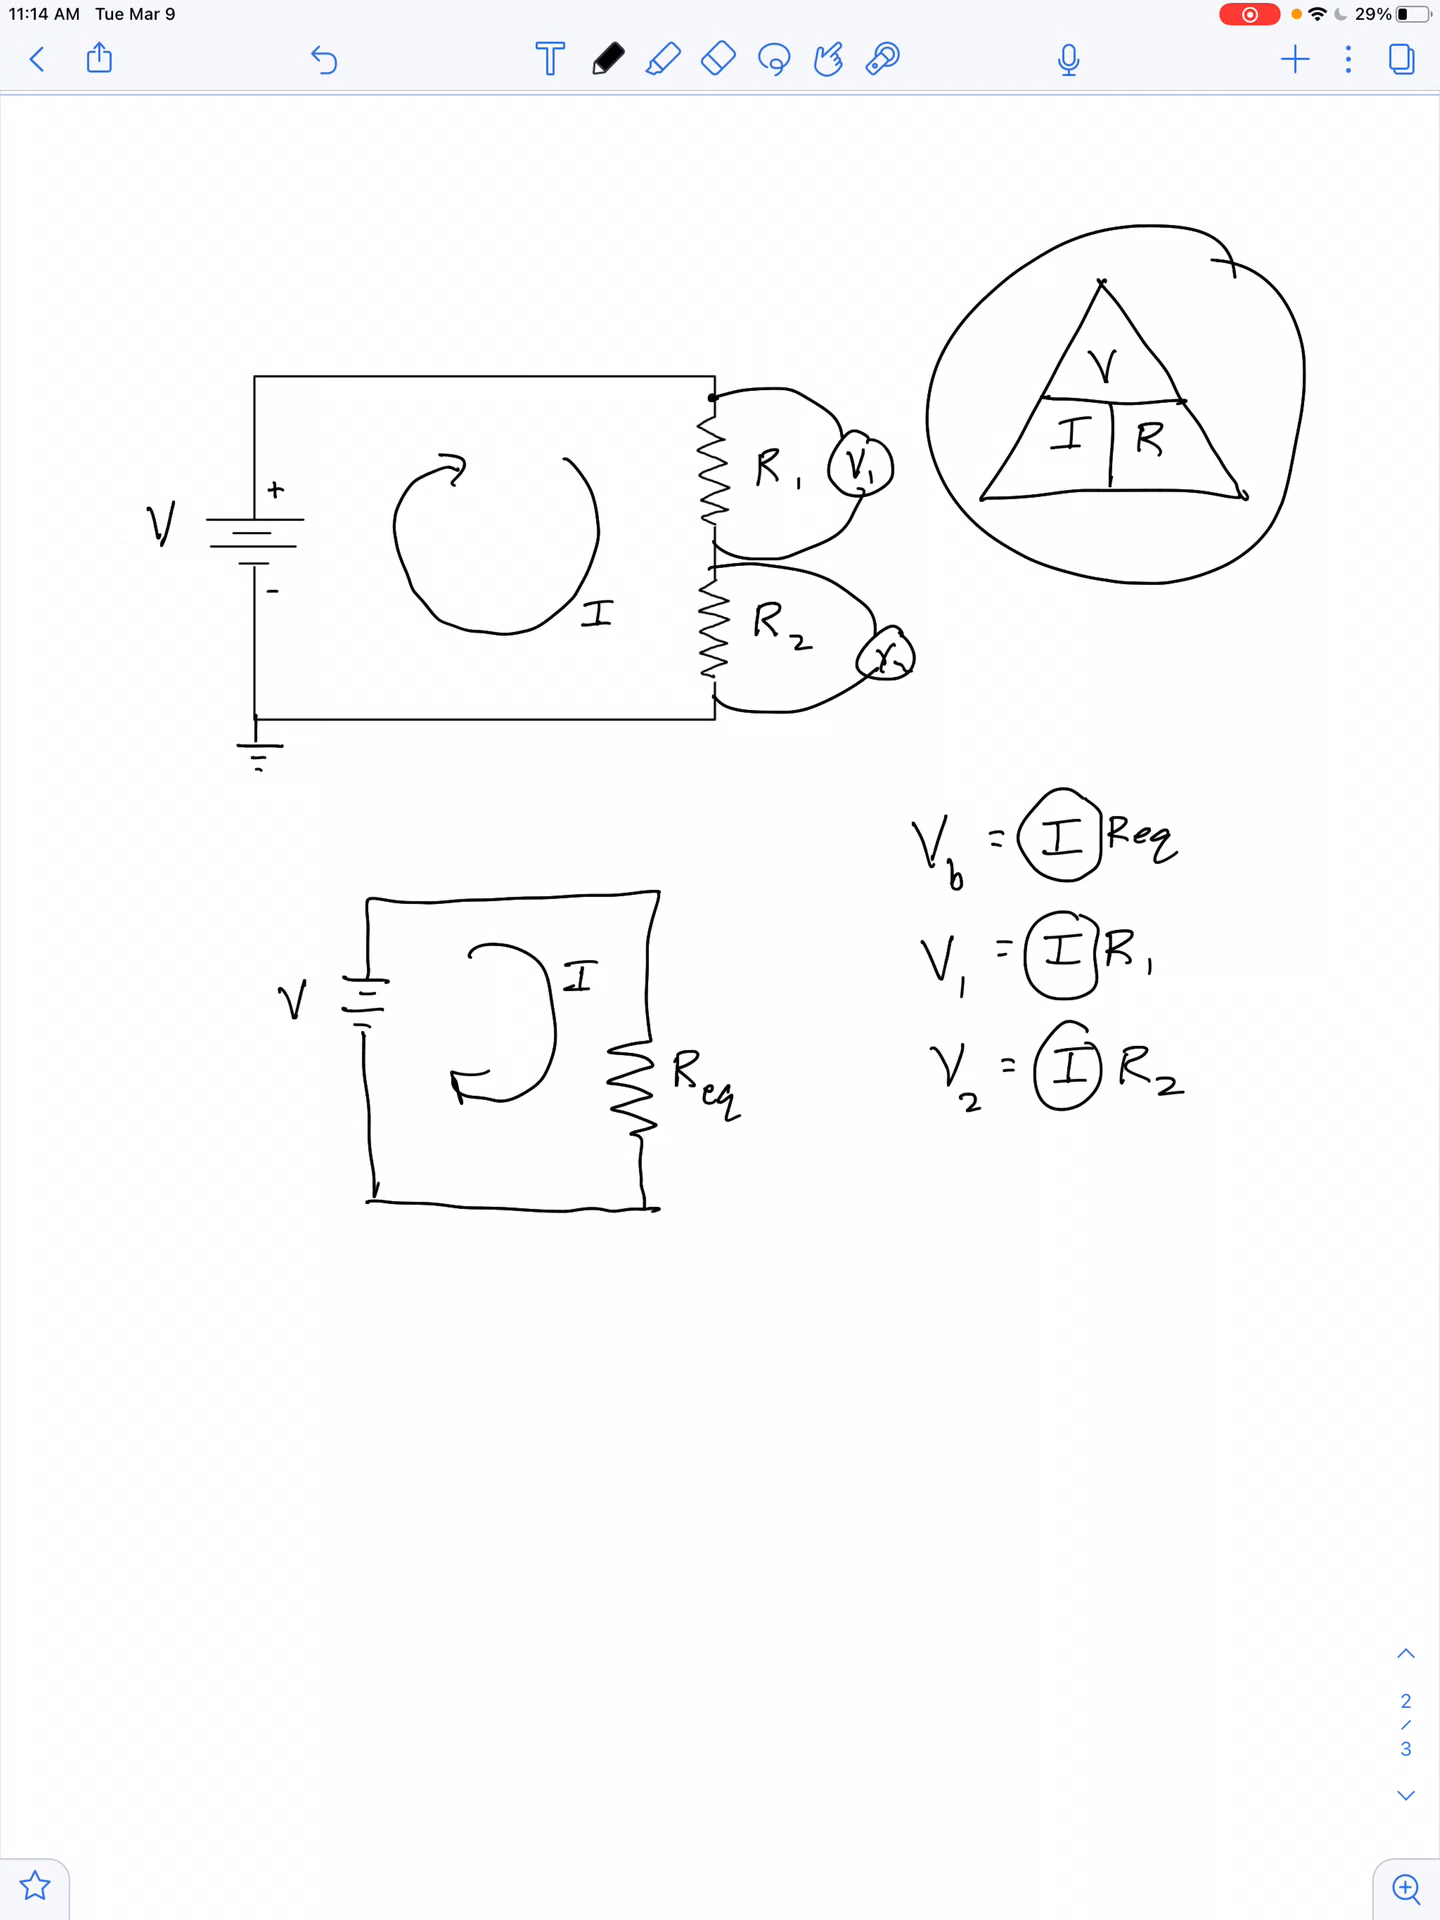 11:14 AM Tue Mar 9
29%
T
V
I R
+
R1 V1
V
-
I
R2
Vb = I Req
V1 = I R1
V I
Req
V2 = I R2
2
/
3